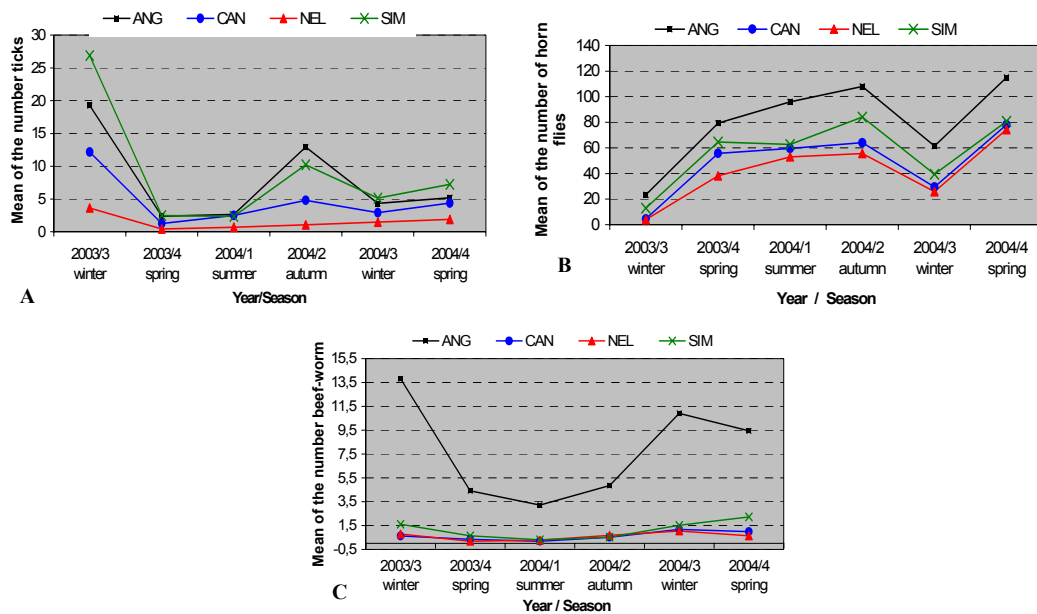 ANG CAN NEL SIM
Mean of the number ticks
30
25
20
15
10
5
0
2003/3 2003/4 2004/1 2004/2 2004/3 2004/4
winter spring summer autumn winter spring
A
Year/Season
ANG CAN NEL SIM
Mean of the number of horn
flies
140
120
100
80
60
40
20
0
2003/3 2003/4 2004/1 2004/2 2004/3 2004/4
winter spring summer autumn winter spring
B
Year / Season
ANG CAN NEL SIM
Mean of the number beef-worm
15,5
13,5
11,5
9,5
7,5
5,5
3,5
1,5
-0,5
2003/3 2003/4 2004/1 2004/2 2004/3 2004/4
winter spring summer autumn winter spring
C
Year / Season